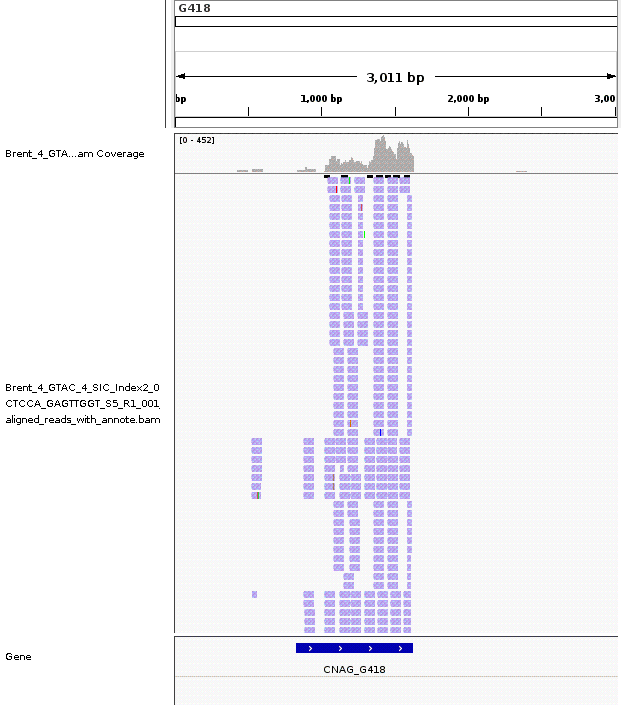 G418
3,011 bp
bp 1,000 bp 2,000 bp 3,00
Brent_4_GTA...am Coverage
[0 - 452]
Brent_4_GTAC_4_SIC_Index2_0
CTCCA_GAGTTGGT_S5_R1_001_
aligned_reads_with_annote.bam
Gene
CNAG_G418